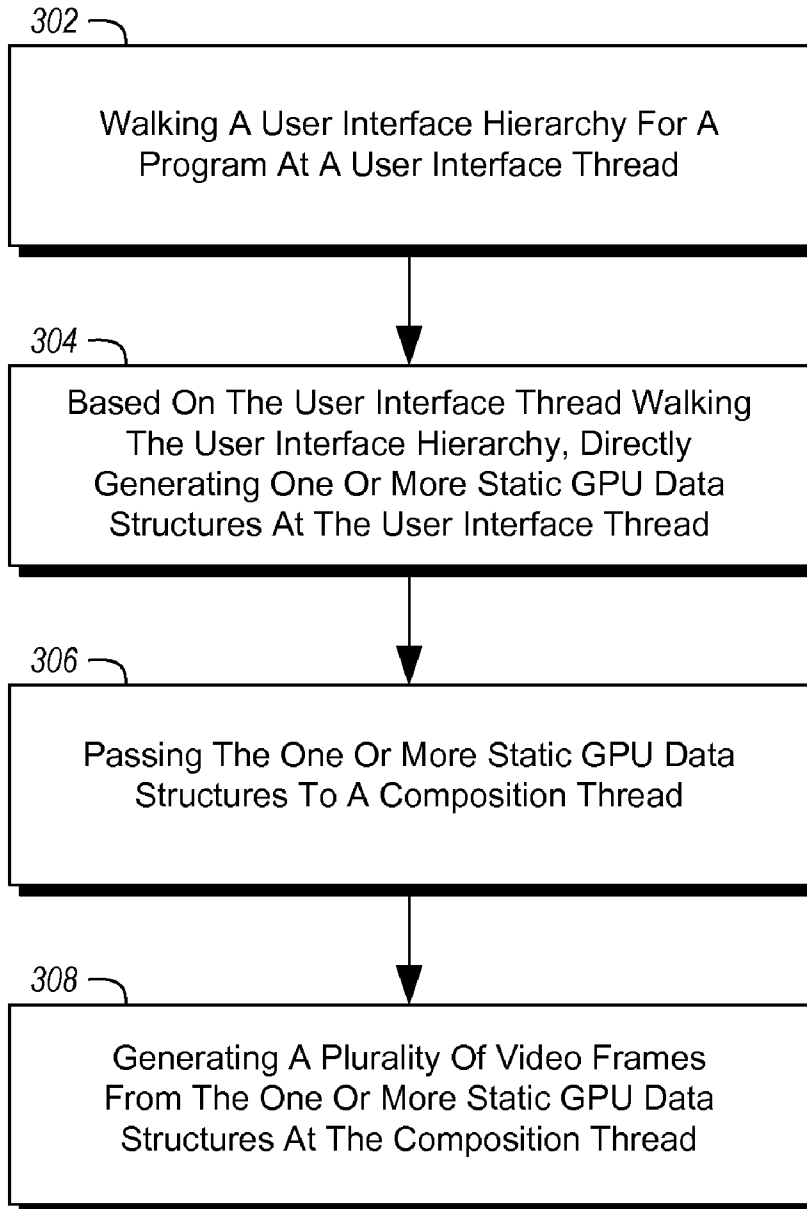 302
Walking A User Interface Hierarchy For A
Program At A User Interface Thread
304
Based On The User Interface Thread Walking
The User Interface Hierarchy, Directly
Generating One Or More Static GPU Data
Structures At The User Interface Thread
306
Passing The One Or More Static GPU Data
Structures To A Composition Thread
308
Generating A Plurality Of Video Frames
From The One Or More Static GPU Data
Structures At The Composition Thread